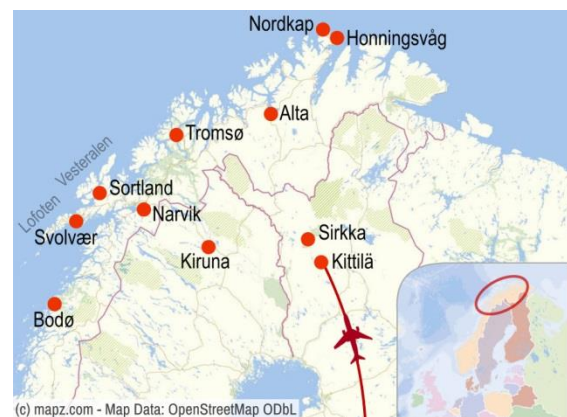 Nordkap
Honningsvåg
Alta
Tromsø
Lofoten Vesteralen
Sortland
Narvik
Svolvær
Sirkka
Kiruna
Kittilä
Bodø
(c) mapz.com - Map Data: OpenStreetMap ODbL